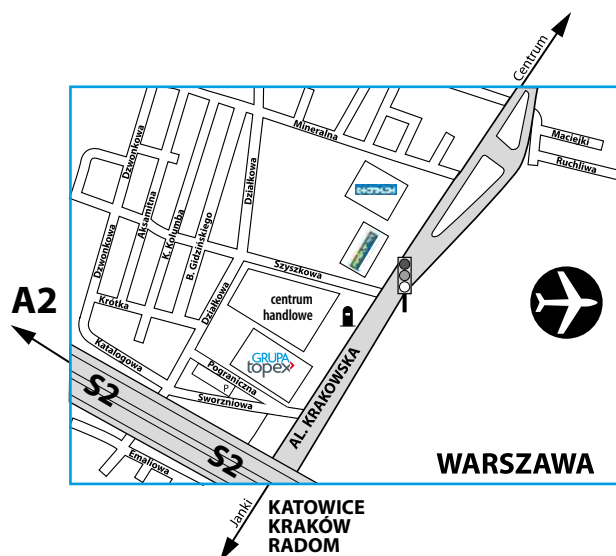 Centrum
Mineralna
Maciejki
Ruchliwa
Dzwonkowa
Aksamitna
K. Kolumba
B. Gidzińskiego
Działkowa
Dzwonkowa
Szyszkowa
centrum
handlowe
Krótka
Działkowa
A2
Katalogowa
GRUPA
topex
Pograniczna
P
Sworzniowa
AL. KRAKOWSKA
S2
S2
Emaliowa
WARSZAWA
Janki
KATOWICE
KRAKÓW
RADOM